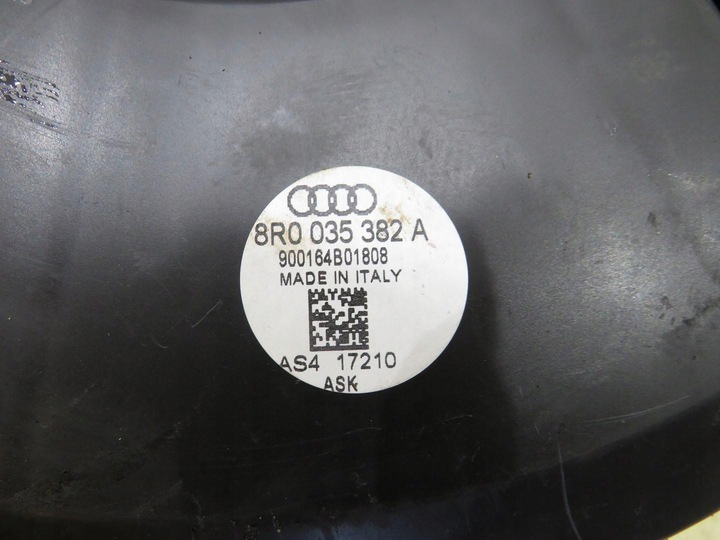 8R0 035 382 A
900164B01808
MADE IN ITALY
AS4 17210
ASK